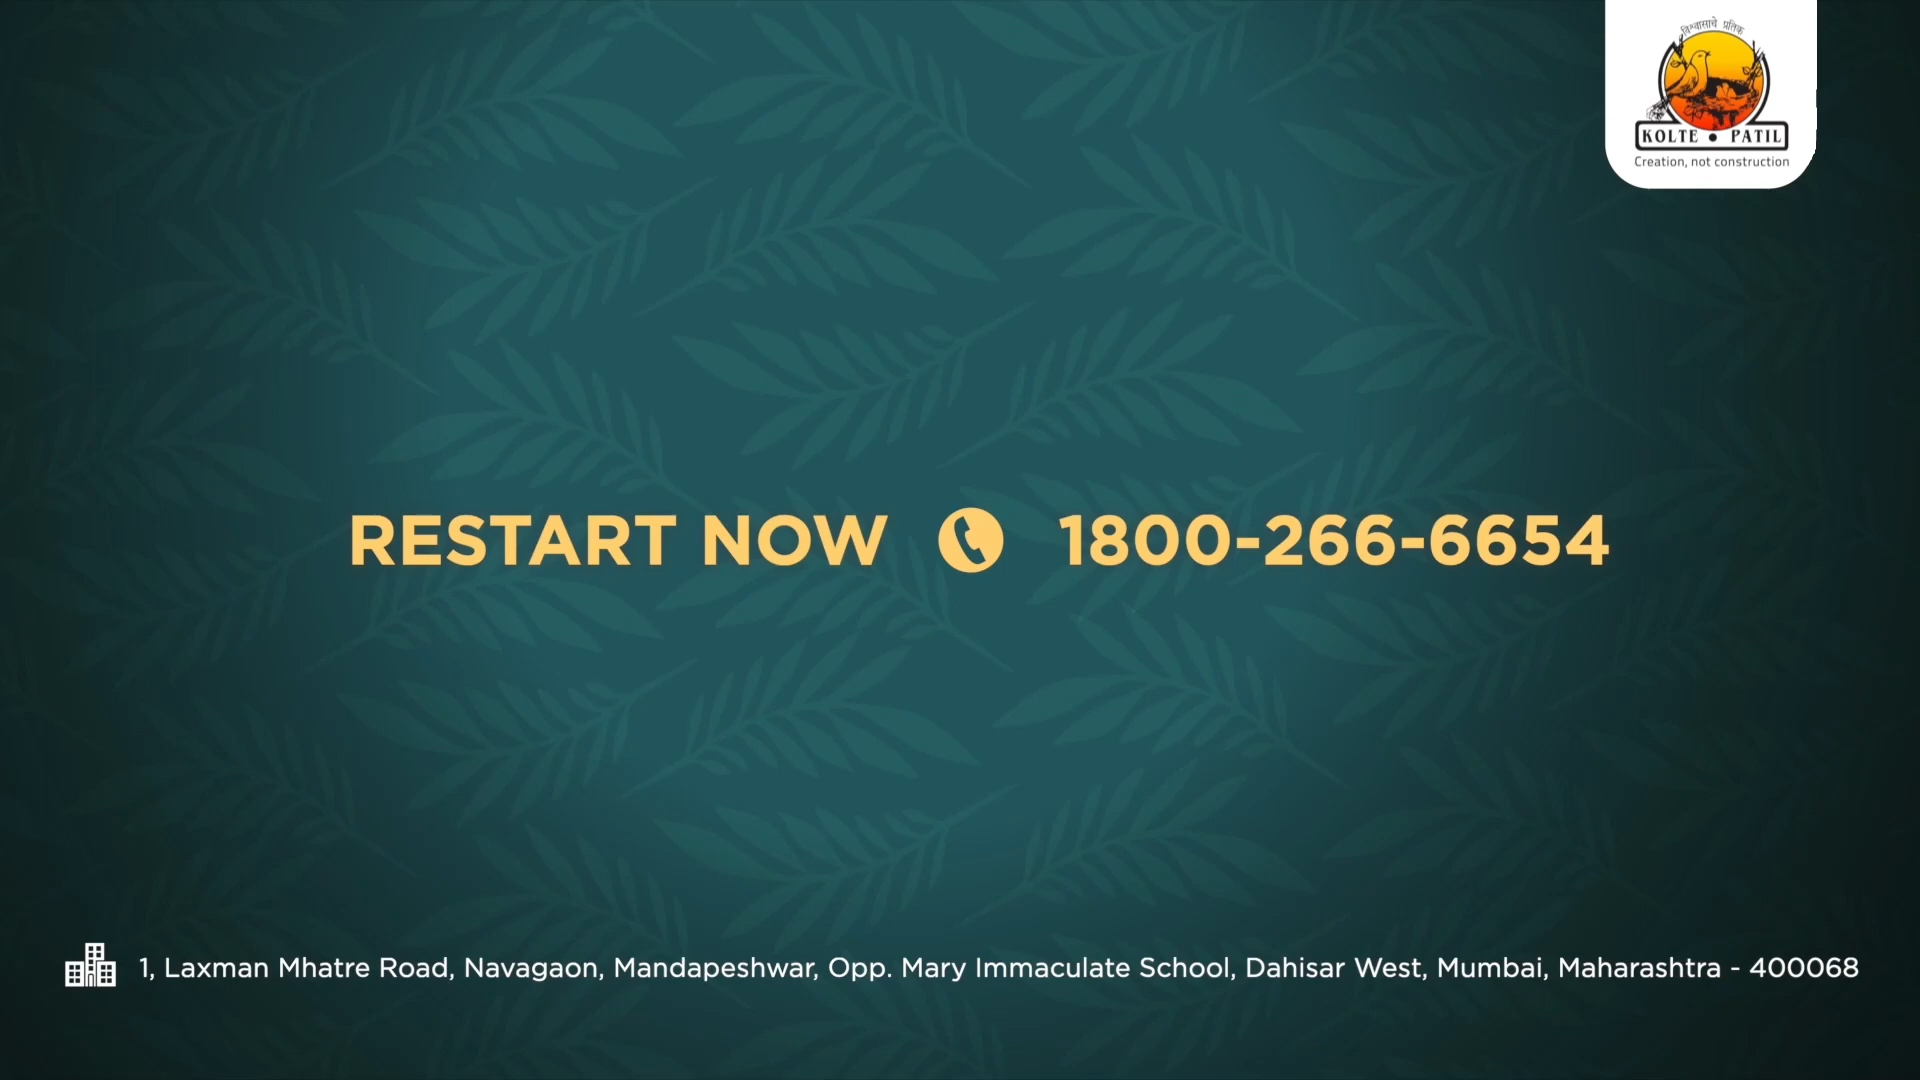 विश्वासाचे प्रतिक
KOLTE • PATIL
Creation, not construction
RESTART NOW 1800-266-6654
1, Laxman Mhatre Road, Navagaon, Mandapeshwar, Opp. Mary Immaculate School, Dahisar West, Mumbai, Maharashtra - 400068